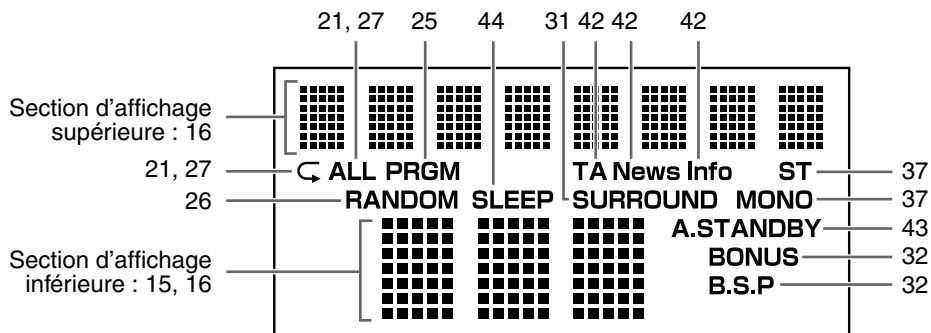 21, 27 25 44 31 42 42 42
Section d'affichage
supérieure : 16
21, 27 ALL PRGM TA News Info ST 37
26 RANDOM SLEEP SURROUND MONO 37
A.STANDBY 43
Section d'affichage
inférieure : 15, 16
BONUS 32
B.S.P 32